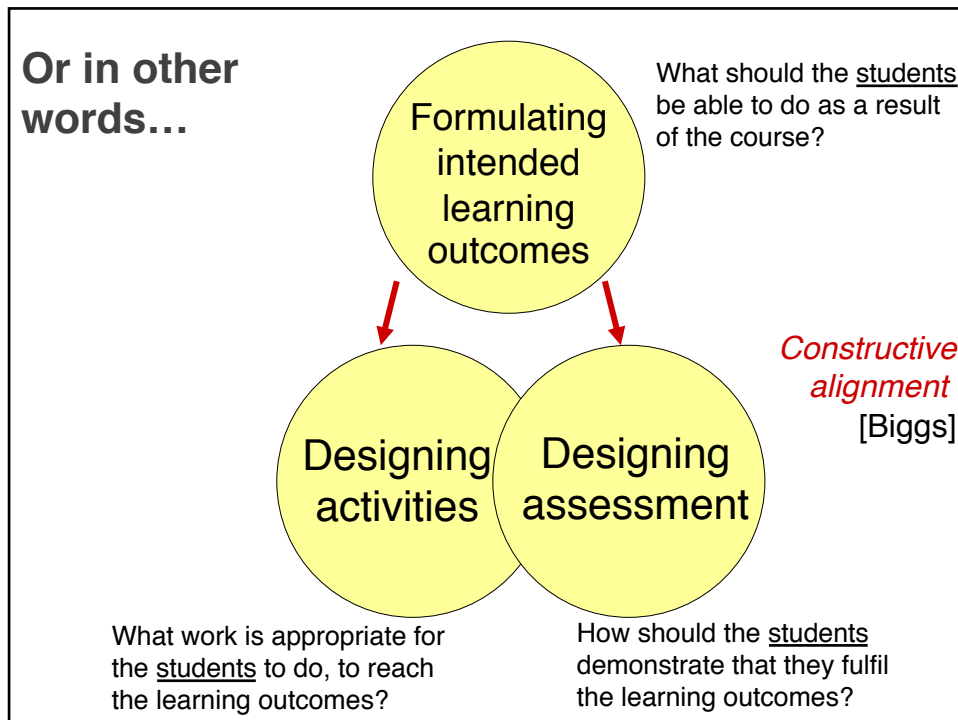 Or in other
words…
What should the students
be able to do as a result
of the course?
Formulating
intended
learning
outcomes
Constructive
alignment
[Biggs]
Designing
activities
Designing
assessment
What work is appropriate for
the students to do, to reach
the learning outcomes?
How should the students
demonstrate that they fulfil
the learning outcomes?